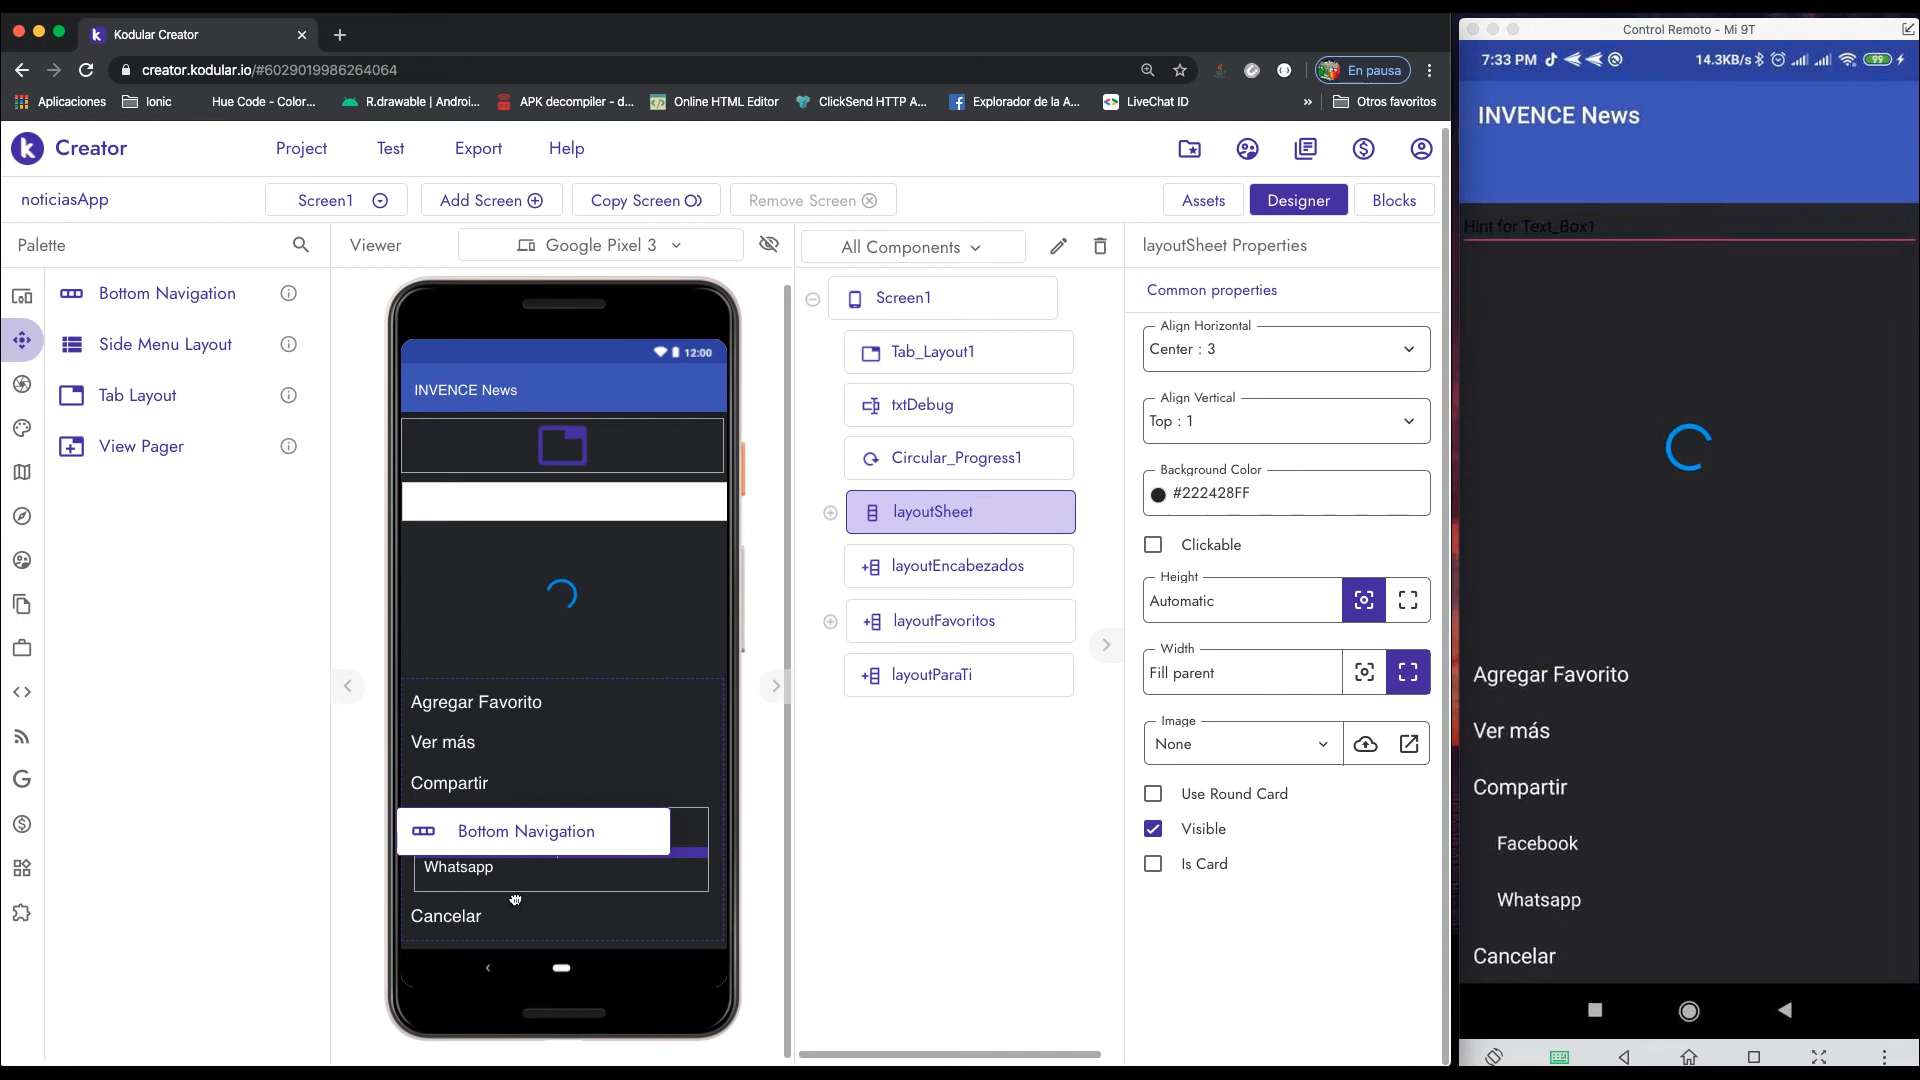 Kodular Creator
creator.kodular.io/#6029019986264064
En pausa
Aplicaciones
Ionic
Hue Code - Color...
R.drawable | Androi...
APK decompiler - d...
Online HTML Editor
ClickSend HTTP A...
Explorador de la A...
LiveChat ID
»
Otros favoritos
Creator
Project
Test
Export
Help
noticiasApp
Screen1
Add Screen
Copy Screen
Remove Screen
Assets
Designer
Blocks
Palette
Bottom Navigation
Side Menu Layout
Tab Layout
View Pager
Viewer
Google Pixel 3
12:00
INVENCE News
Agregar Favorito
Ver más
Compartir
Bottom Navigation
Whatsapp
Cancelar
All Components
Screen1
Tab_Layout1
txtDebug
Circular_Progress1
layoutSheet
layoutEncabezados
layoutFavoritos
layoutParaTi
layoutSheet Properties
Common properties
Align Horizontal
Center : 3
Align Vertical
Top : 1
Background Color
#222428FF
Clickable
Height
Automatic
Width
Fill parent
Image
None
Use Round Card
Visible
Is Card
Control Remoto - Mi 9T
7:33 PM
14.3KB/s
99
INVENCE News
Hint for Text_Box1
Agregar Favorito
Ver más
Compartir
Facebook
Whatsapp
Cancelar